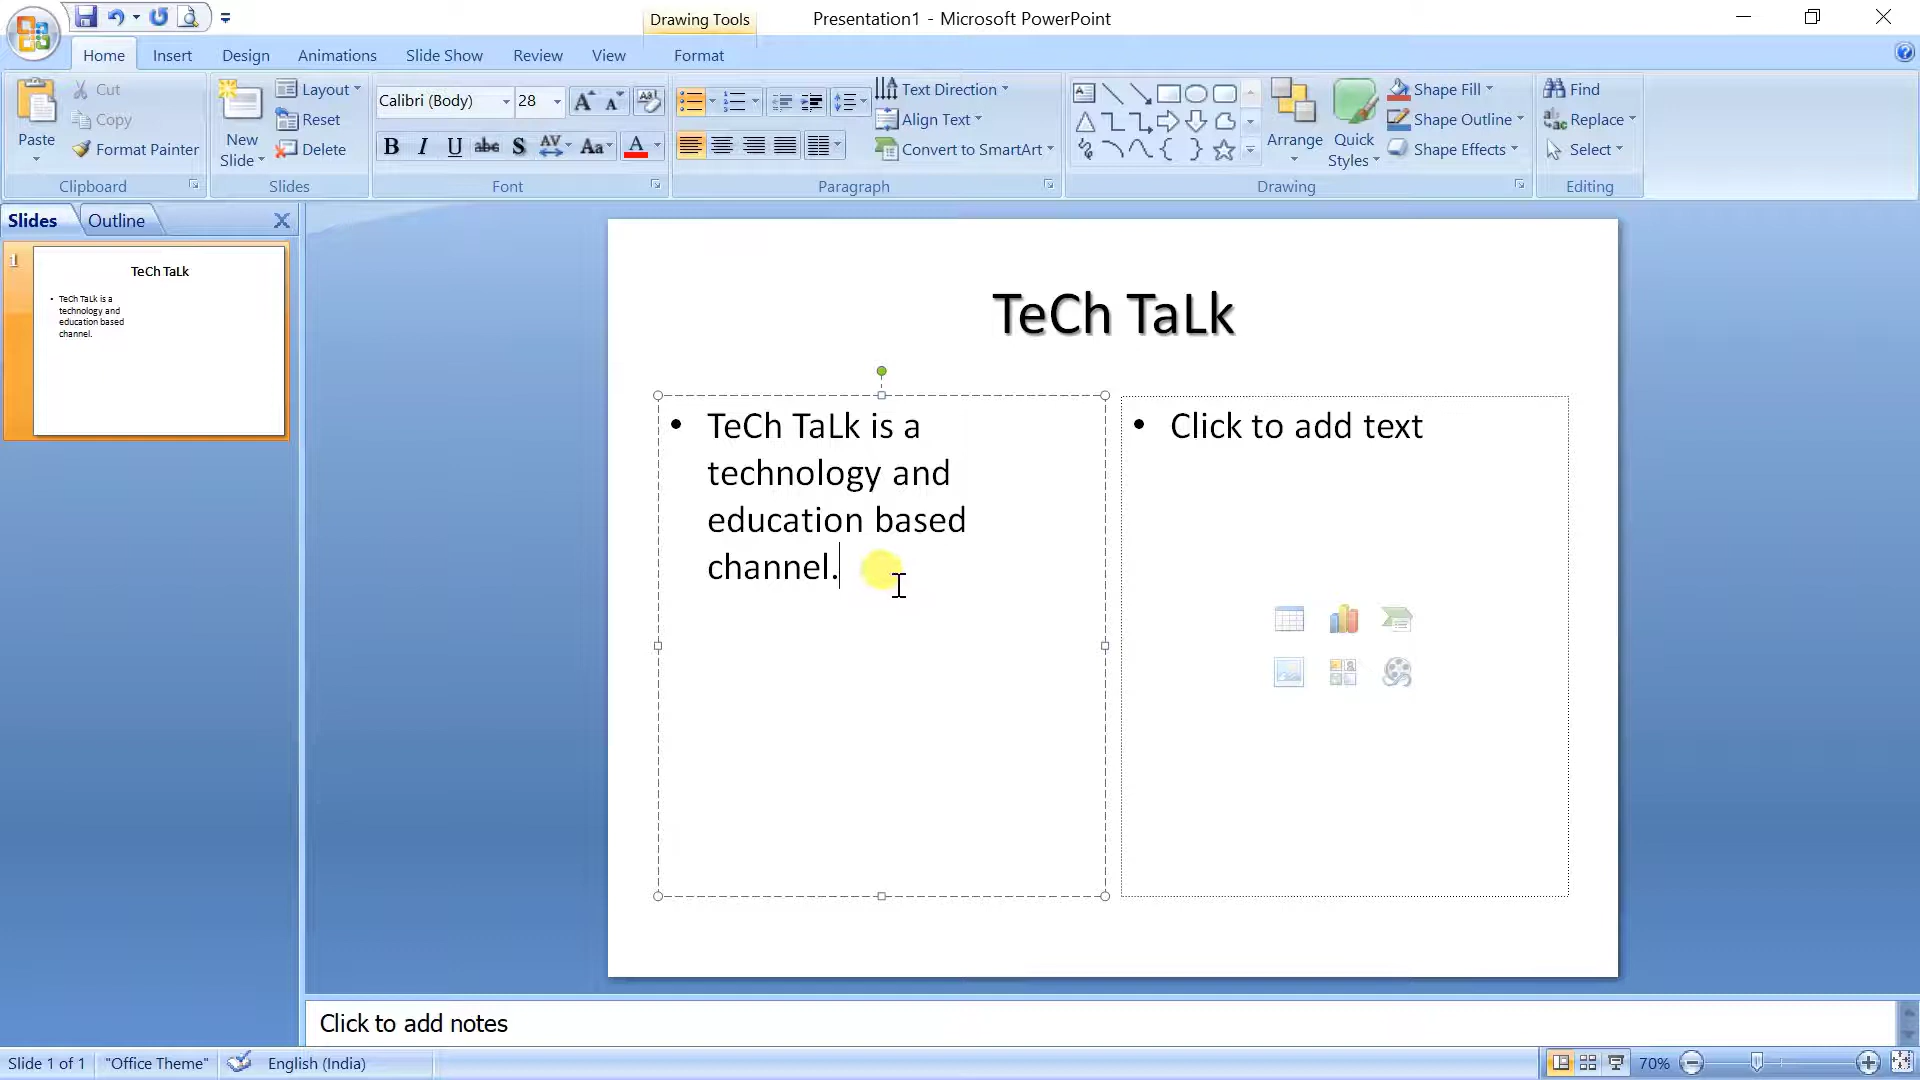 Drawing Tools
Presentation1 - Microsoft PowerPoint
Home Insert Design Animations Slide Show Review View Format
Paste
Cut
Copy
Format Painter
Clipboard
New Slide
Layout
Reset
Delete
Slides
Calibri (Body) 28
B I U abc S AV Aa A
Font
Text Direction
Align Text
Convert to SmartArt
Paragraph
Arrange
Quick Styles
Shape Fill
Shape Outline
Shape Effects
Drawing
Find
Replace
Select
Editing
Slides Outline
1
TeCh TaLk
• TeCh TaLk is a
technology and
education based
channel.
TeCh TaLk
• TeCh TaLk is a
technology and
education based
channel.
• Click to add text
Click to add notes
Slide 1 of 1 "Office Theme" English (India) 70%